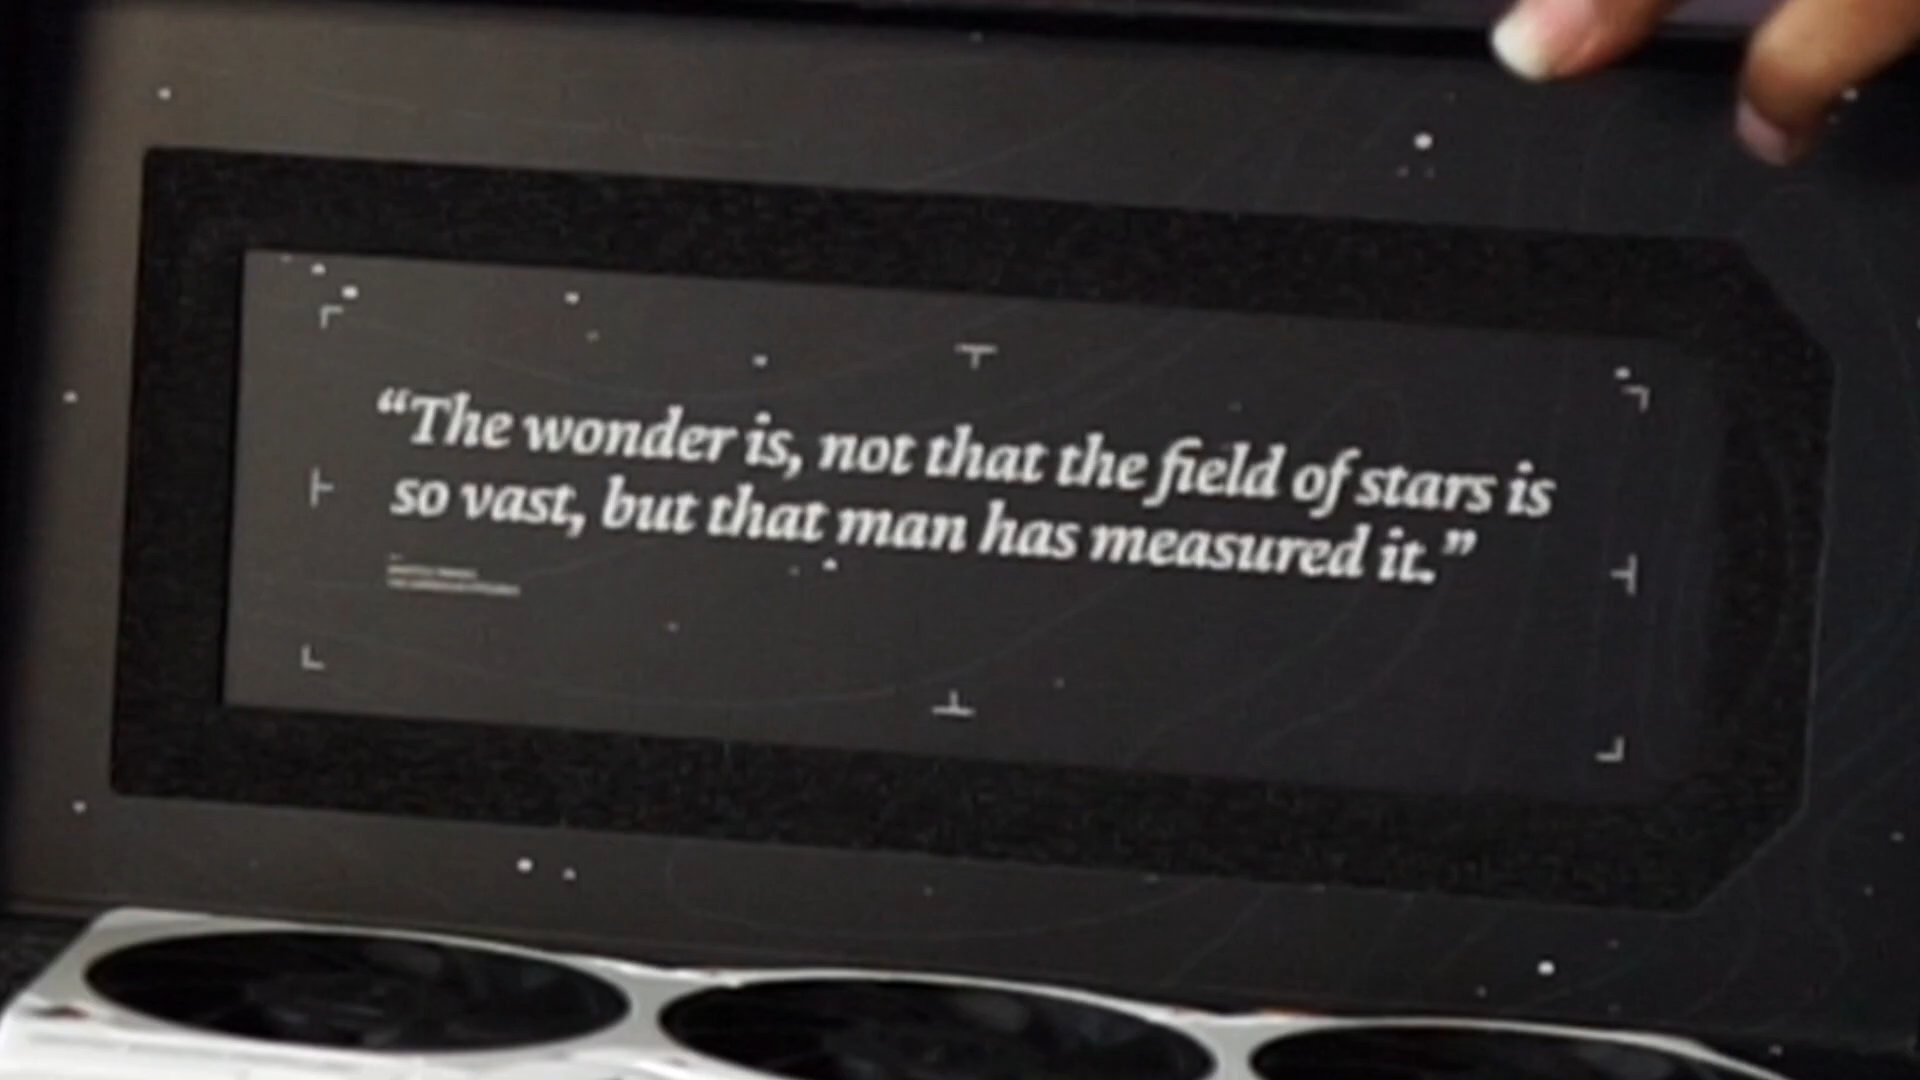 “The wonder is, not that the field of stars is
so vast, but that man has measured it.”